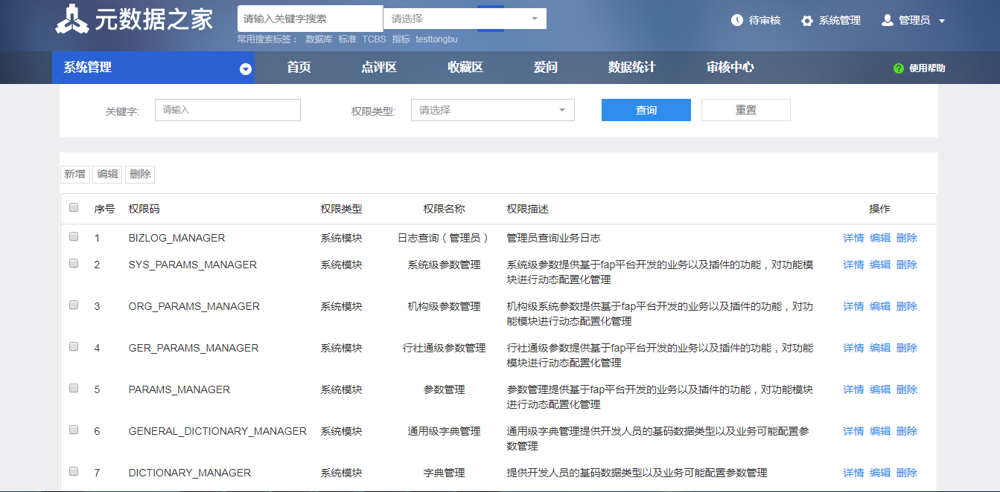 元数据之家
请输入关键字搜索 请选择
待审核 系统管理 管理员
常用搜索标签： 数据库 标准 TCBS 指标 testtongbu
系统管理 首页 点评区 收藏区 爱问 数据统计 审核中心 ? 使用帮助
关键字: 请输入 权限类型: 请选择 查询 重置
新增 编辑 删除
序号 权限码 权限类型 权限名称 权限描述 操作
1 BIZLOG_MANAGER 系统模块 日志查询（管理员） 管理员查询业务日志 详情 编辑 删除
2 SYS_PARAMS_MANAGER 系统模块 系统级参数管理 系统级参数提供基于fap平台开发的业务以及插件的功能，对功能模 详情 编辑 删除
块进行动态配置化管理
3 ORG_PARAMS_MANAGER 系统模块 机构级参数管理 机构级系统参数提供基于fap平台开发的业务以及插件的功能，对功 详情 编辑 删除
能模块进行动态配置化管理
4 GER_PARAMS_MANAGER 系统模块 行社通级参数管理 行社通级参数提供基于fap平台开发的业务以及插件的功能，对功能 详情 编辑 删除
模块进行动态配置化管理
5 PARAMS_MANAGER 系统模块 参数管理 参数管理提供基于fap平台开发的业务以及插件的功能，对功能模块 详情 编辑 删除
进行动态配置化管理
6 GENERAL_DICTIONARY_MANAGER 系统模块 通用级字典管理 通用级字典管理提供开发人员的基码数据类型以及业务可能配置参 详情 编辑 删除
数管理
7 DICTIONARY_MANAGER 系统模块 字典管理 提供开发人员的基码数据类型以及业务可能配置参数管理 详情 编辑 删除